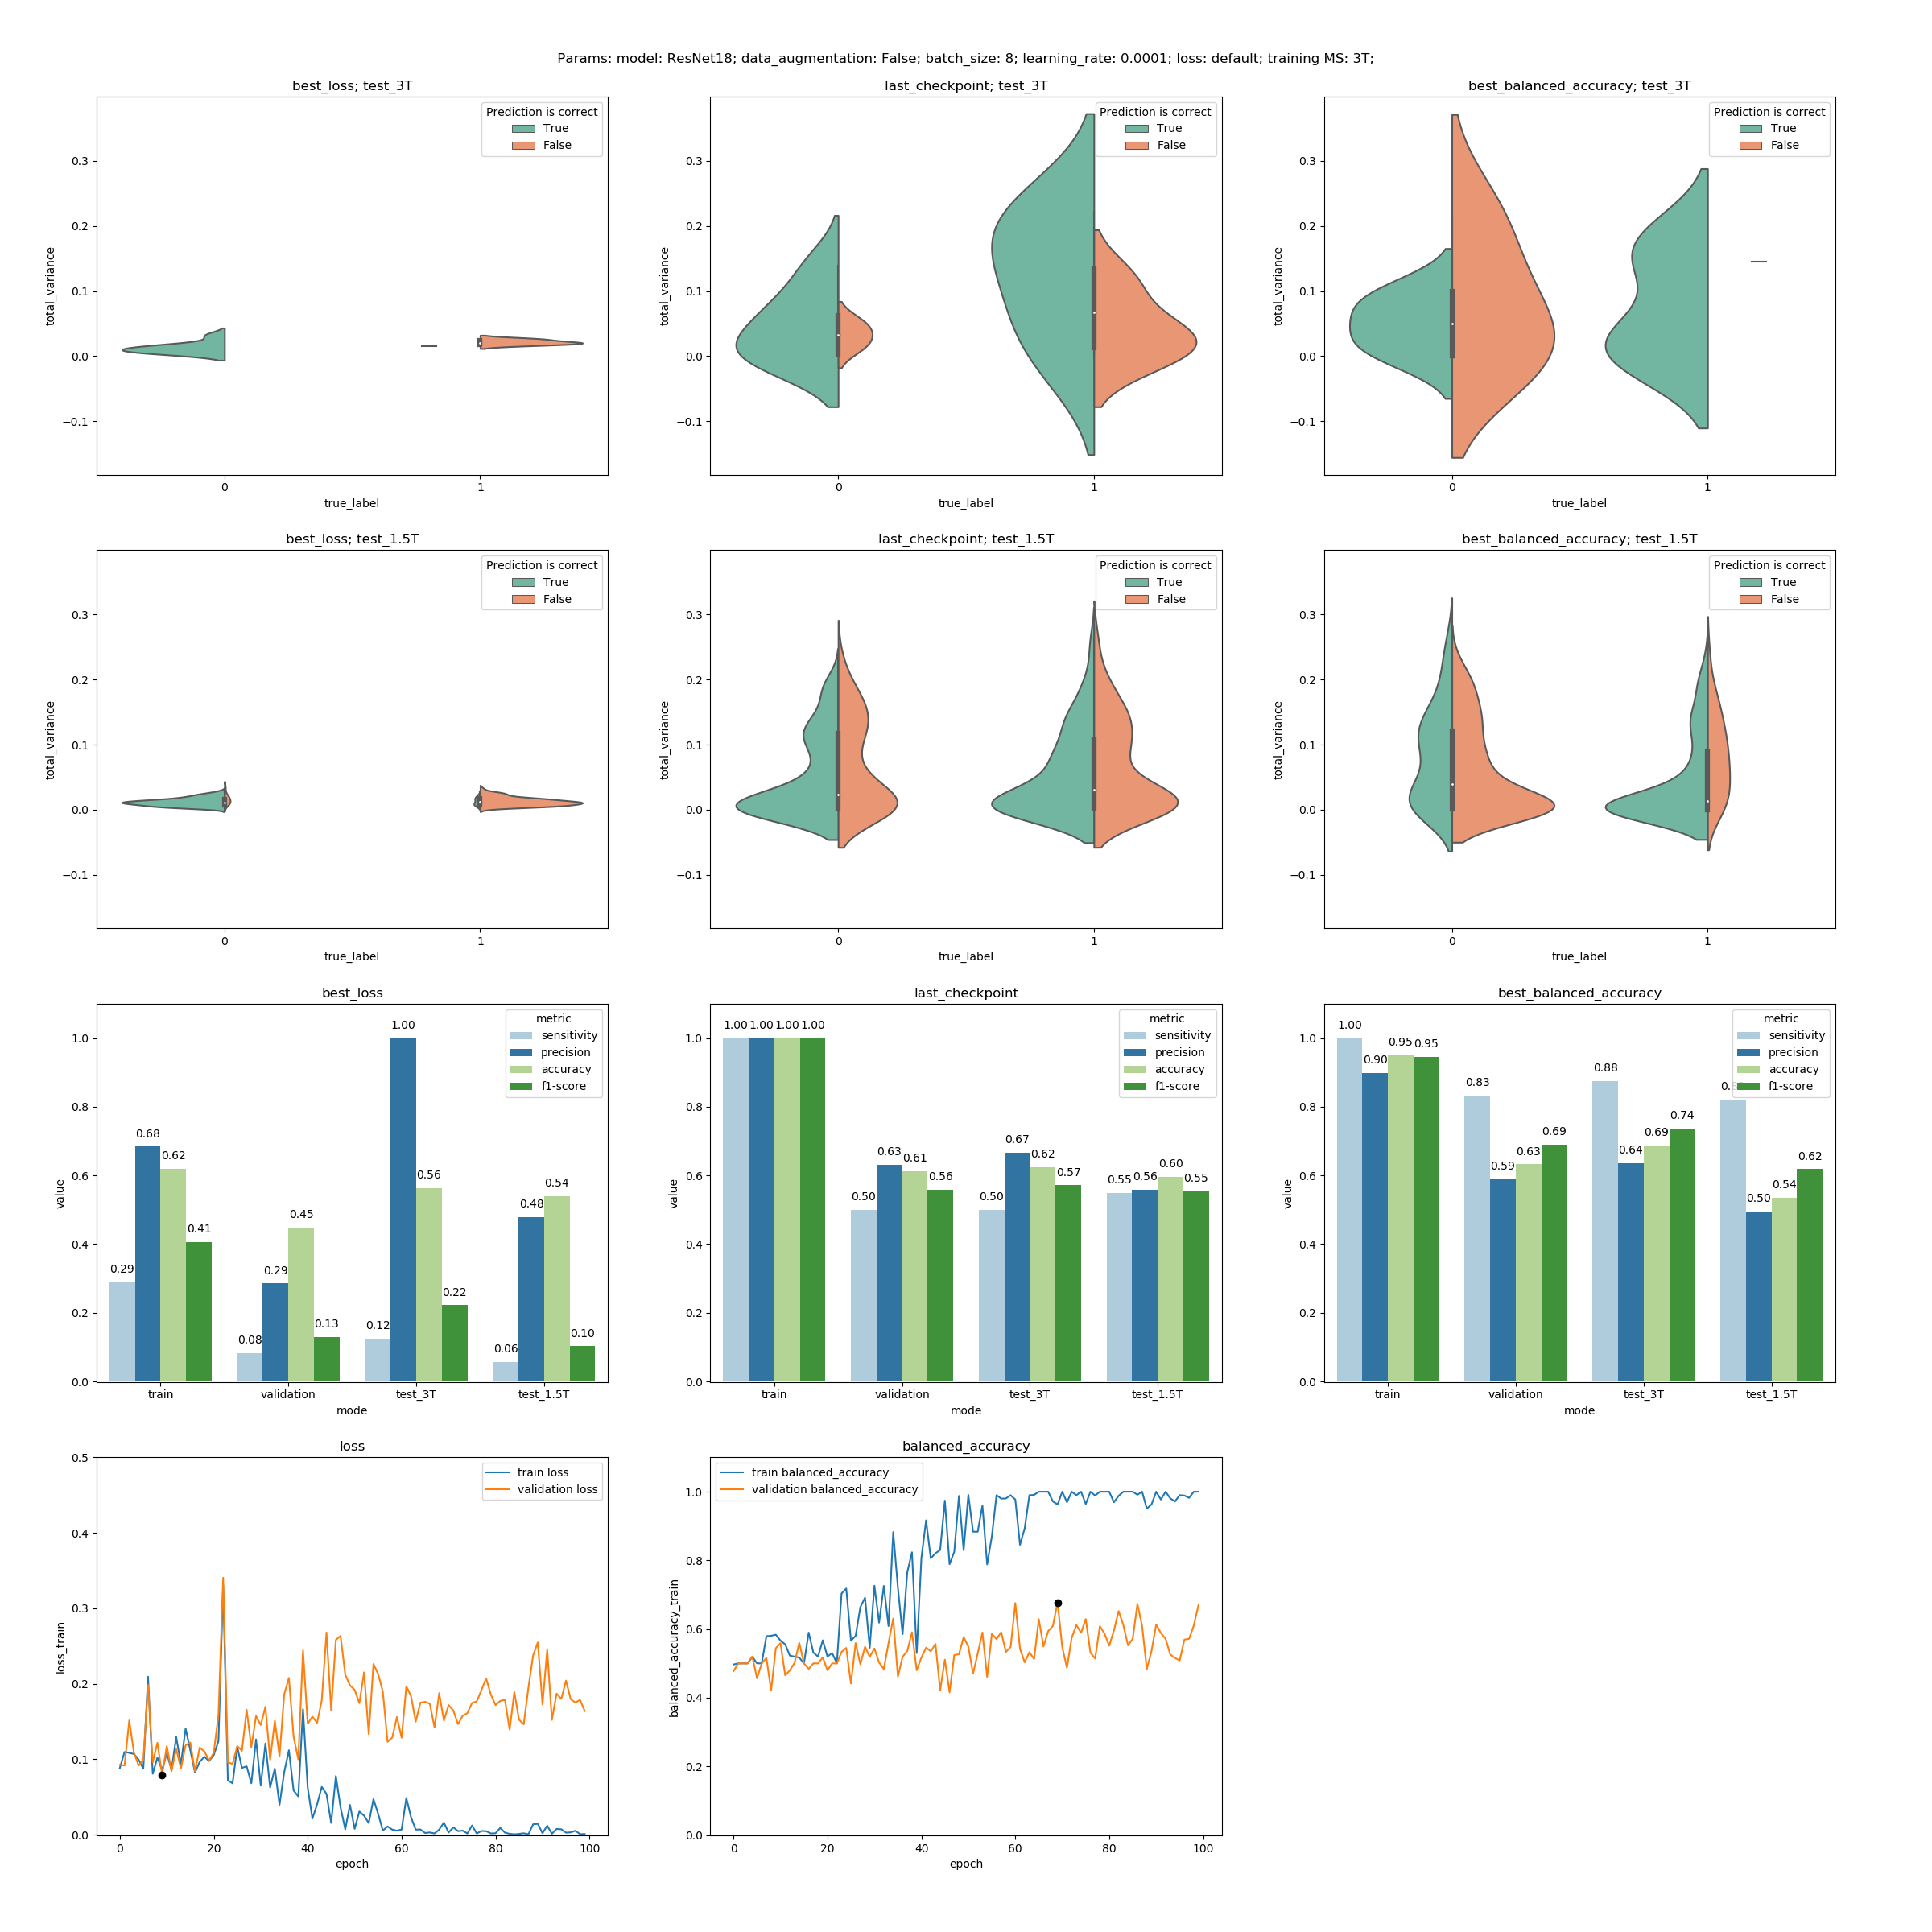 Params: model: ResNet18; data_augmentation: False; batch_size: 8; learning_rate: 0.0001; loss: default; training MS: 3T;
best_loss; test_3T
Prediction is correct
True
False
0.3
0.2
0.1
0.0
−0.1
total_variance
0 1
true_label
last_checkpoint; test_3T
Prediction is correct
True
False
0.3
0.2
0.1
0.0
−0.1
total_variance
0 1
true_label
best_balanced_accuracy; test_3T
Prediction is correct
True
False
0.3
0.2
0.1
0.0
−0.1
total_variance
0 1
true_label
best_loss; test_1.5T
Prediction is correct
True
False
0.3
0.2
0.1
0.0
−0.1
total_variance
0 1
true_label
last_checkpoint; test_1.5T
Prediction is correct
True
False
0.3
0.2
0.1
0.0
−0.1
total_variance
0 1
true_label
best_balanced_accuracy; test_1.5T
Prediction is correct
True
False
0.3
0.2
0.1
0.0
−0.1
total_variance
0 1
true_label
best_loss
metric
sensitivity
precision
accuracy
f1-score
1.0
0.8
0.6
0.4
0.2
0.0
value
0.29 0.68 0.62 0.41
0.08 0.29 0.45 0.13
0.12 1.00 0.56 0.22
0.06 0.48 0.54 0.10
train validation test_3T test_1.5T
mode
last_checkpoint
metric
sensitivity
precision
accuracy
f1-score
1.0
0.8
0.6
0.4
0.2
0.0
value
1.00 1.00 1.00 1.00
0.50 0.63 0.61 0.56
0.50 0.67 0.62 0.57
0.55 0.56 0.60 0.55
train validation test_3T test_1.5T
mode
best_balanced_accuracy
metric
sensitivity
precision
accuracy
f1-score
1.0
0.8
0.6
0.4
0.2
0.0
value
1.00 0.90 0.95 0.95
0.83 0.59 0.63 0.69
0.88 0.64 0.69 0.74
0.50 0.54 0.62
train validation test_3T test_1.5T
mode
loss
train loss
validation loss
0.5
0.4
0.3
0.2
0.1
0.0
loss_train
0 20 40 60 80 100
epoch
balanced_accuracy
train balanced_accuracy
validation balanced_accuracy
1.0
0.8
0.6
0.4
0.2
0.0
balanced_accuracy_train
0 20 40 60 80 100
epoch